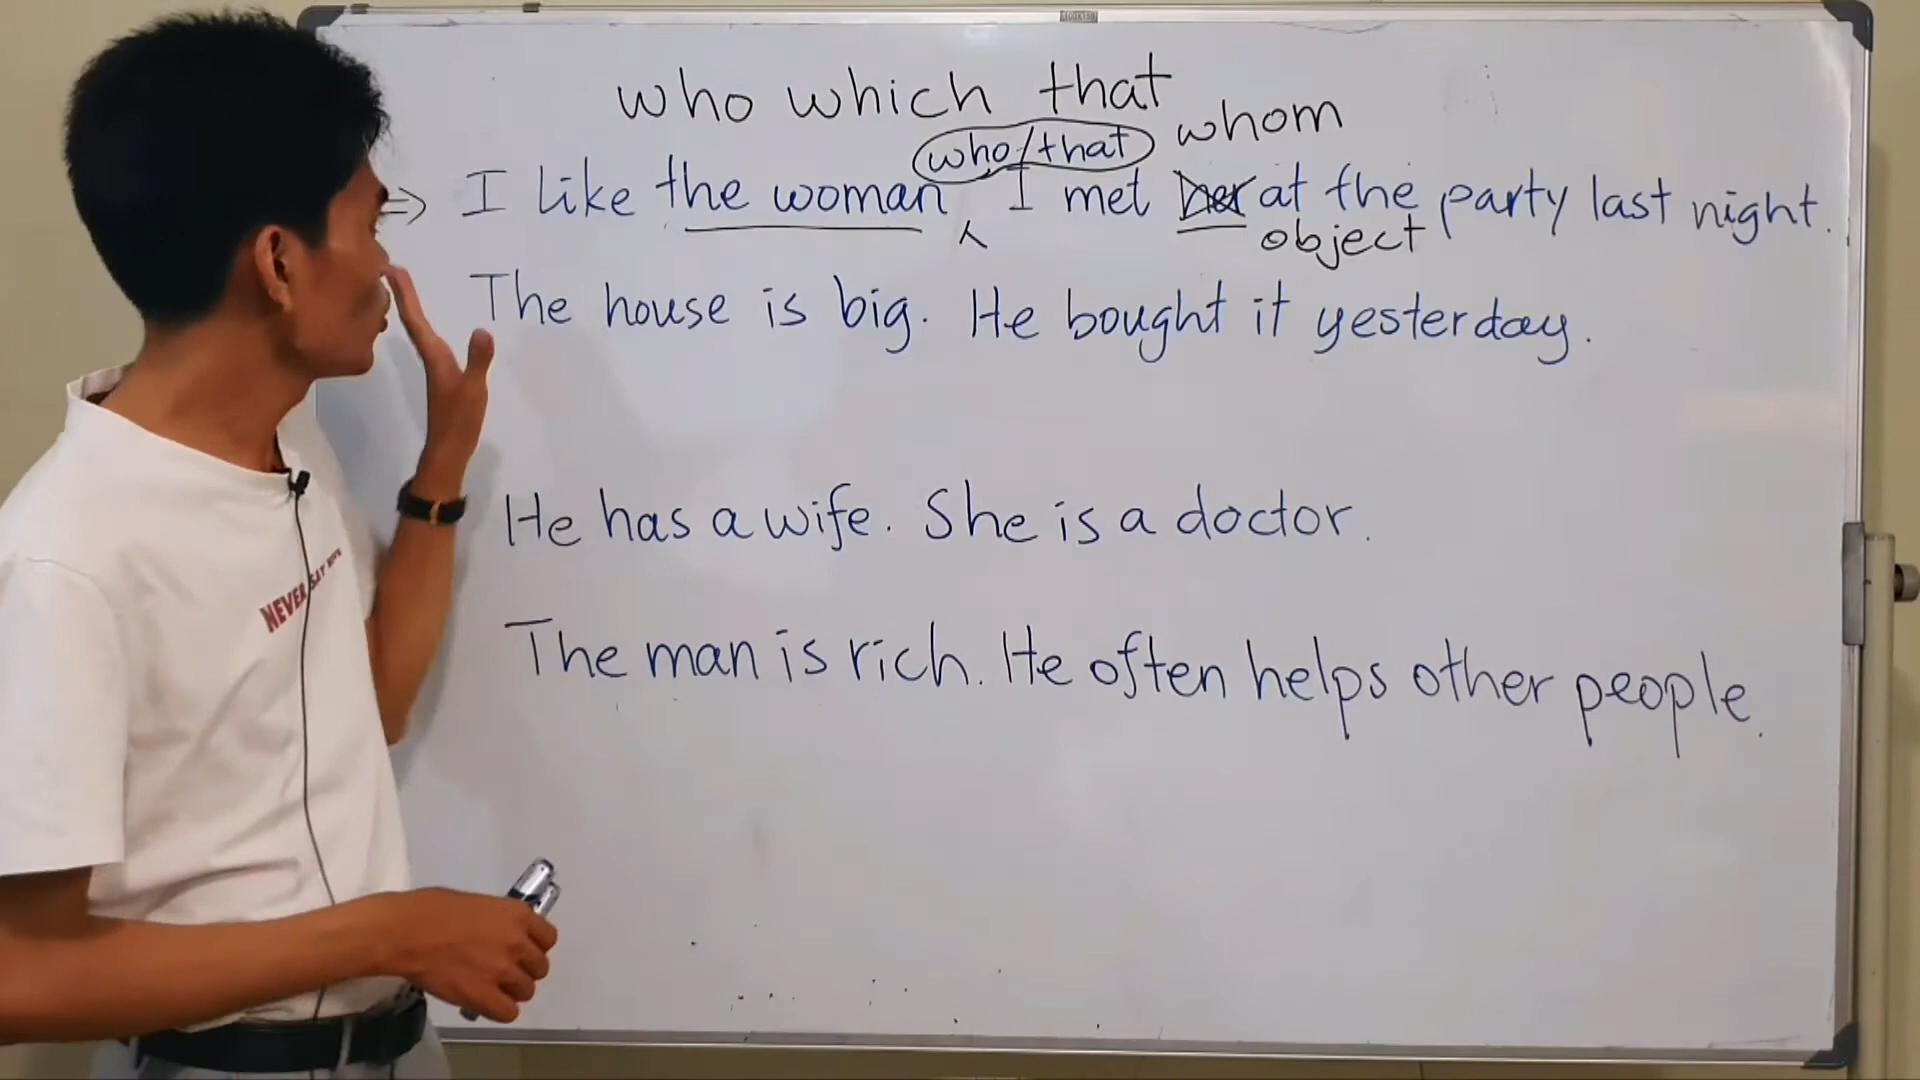 who which that
whom
who/that
I like the woman I met her at the party last night.
object
The house is big. He bought it yesterday.
He has a wife. She is a doctor.
The man is rich. He often helps other people.
NEVER SAY